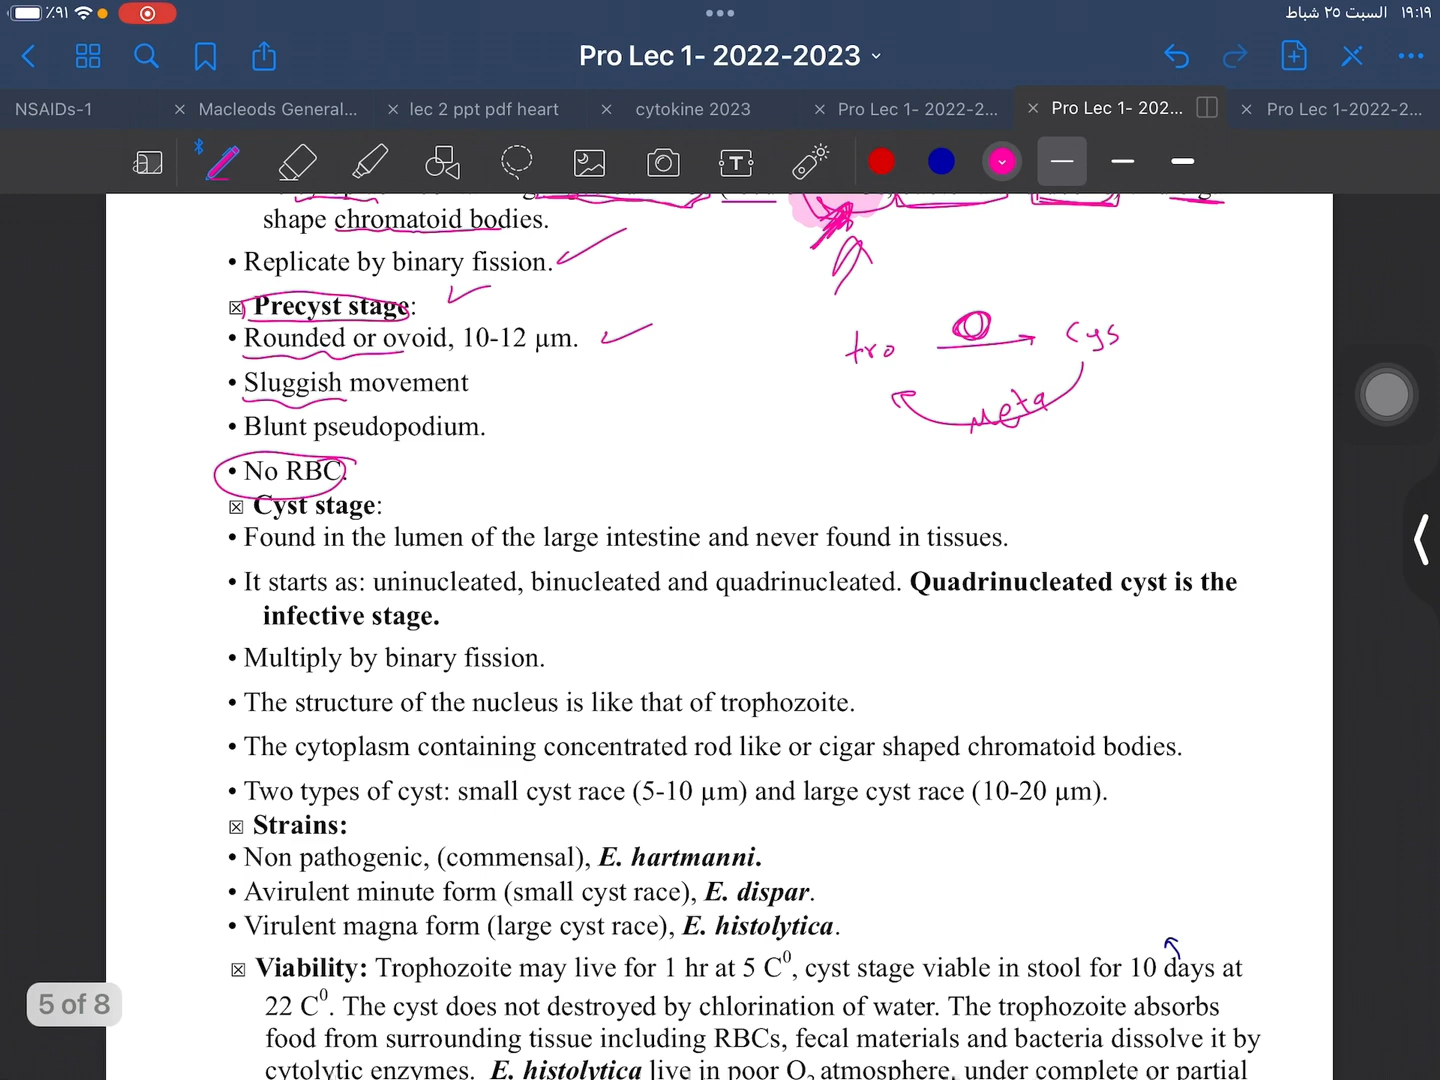 ٪٩١
السبت ٢٥ شباط ١٩:١٩
Pro Lec 1- 2022-2023
NSAIDs-1
Macleods General...
lec 2 ppt pdf heart
cytokine 2023
Pro Lec 1- 2022-2...
Pro Lec 1- 202...
Pro Lec 1-2022-2...
shape chromatoid bodies.
• Replicate by binary fission.
Precyst stage:
• Rounded or ovoid, 10-12 µm.
tro
Cys
• Sluggish movement
Meta
• Blunt pseudopodium.
• No RBC.
Cyst stage:
• Found in the lumen of the large intestine and never found in tissues.
• It starts as: uninucleated, binucleated and quadrinucleated. Quadrinucleated cyst is the
infective stage.
• Multiply by binary fission.
• The structure of the nucleus is like that of trophozoite.
• The cytoplasm containing concentrated rod like or cigar shaped chromatoid bodies.
• Two types of cyst: small cyst race (5-10 µm) and large cyst race (10-20 µm).
Strains:
• Non pathogenic, (commensal), E. hartmanni.
• Avirulent minute form (small cyst race), E. dispar.
• Virulent magna form (large cyst race), E. histolytica.
Viability: Trophozoite may live for 1 hr at 5 C⁰, cyst stage viable in stool for 10 days at
22 C⁰. The cyst does not destroyed by chlorination of water. The trophozoite absorbs
food from surrounding tissue including RBCs, fecal materials and bacteria dissolve it by
cytolytic enzymes. E. histolytica live in poor O₂ atmosphere, under complete or partial
5 of 8